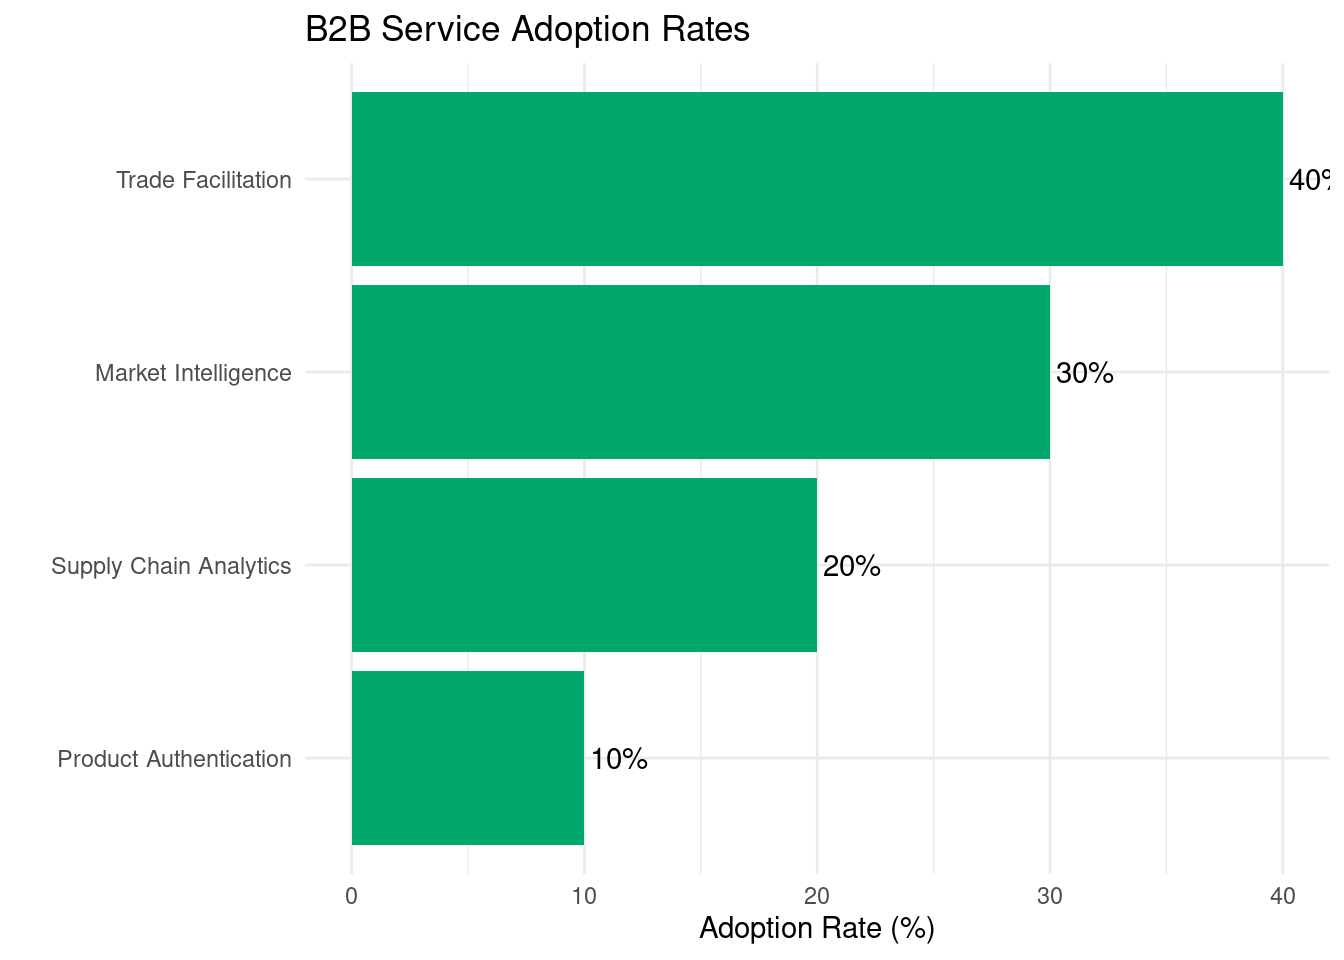 B2B Service Adoption Rates
Trade Facilitation
40%
Market Intelligence
30%
Supply Chain Analytics
20%
Product Authentication
10%
0 10 20 30 40
Adoption Rate (%)